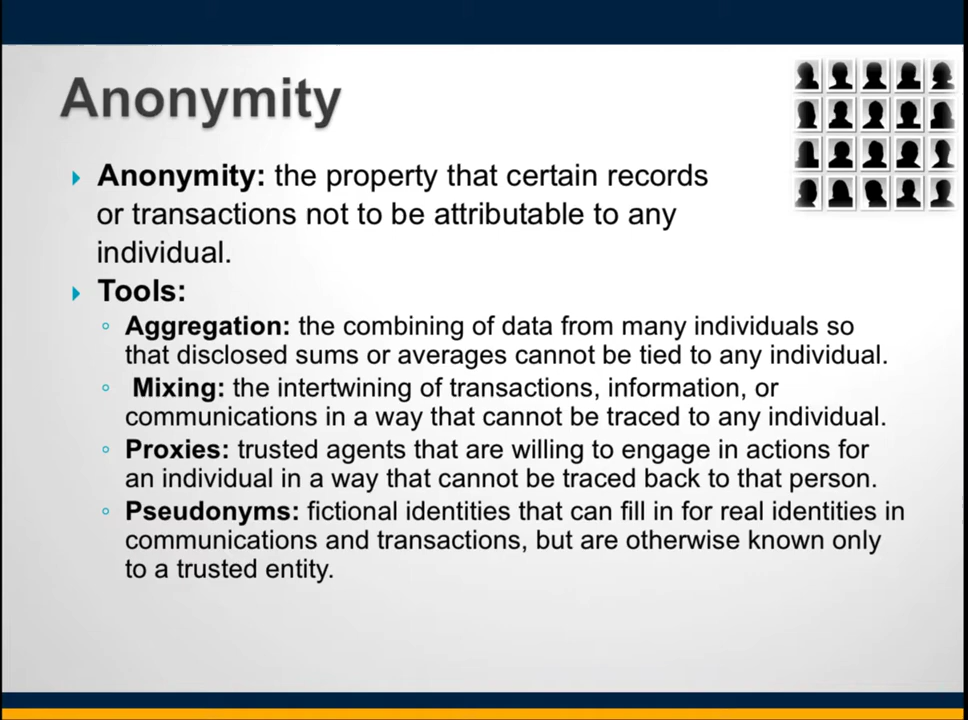 Anonymity
Anonymity: the property that certain records
or transactions not to be attributable to any
individual.
Tools:
Aggregation: the combining of data from many individuals so
that disclosed sums or averages cannot be tied to any individual.
Mixing: the intertwining of transactions, information, or
communications in a way that cannot be traced to any individual.
Proxies: trusted agents that are willing to engage in actions for
an individual in a way that cannot be traced back to that person.
Pseudonyms: fictional identities that can fill in for real identities in
communications and transactions, but are otherwise known only
to a trusted entity.